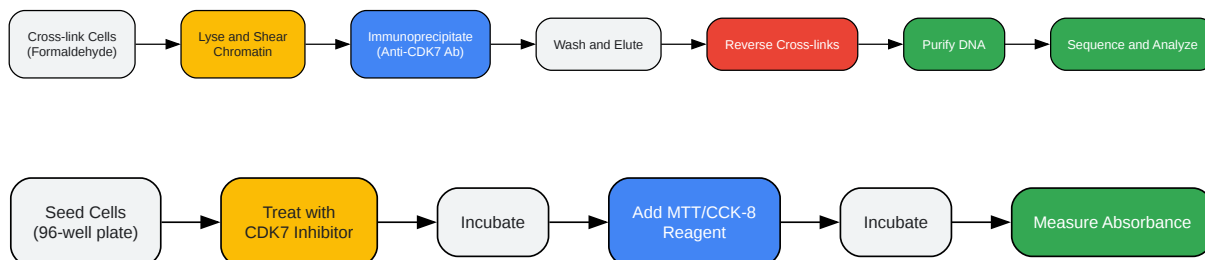 Cross-link Cells
(Formaldehyde)
Lyse and Shear
Chromatin
Immunoprecipitate
(Anti-CDK7 Ab)
Wash and Elute
Reverse Cross-links
Purify DNA
Sequence and Analyze
Seed Cells
(96-well plate)
Treat with
CDK7 Inhibitor
Incubate
Add MTT/CCK-8
Reagent
Incubate
Measure Absorbance